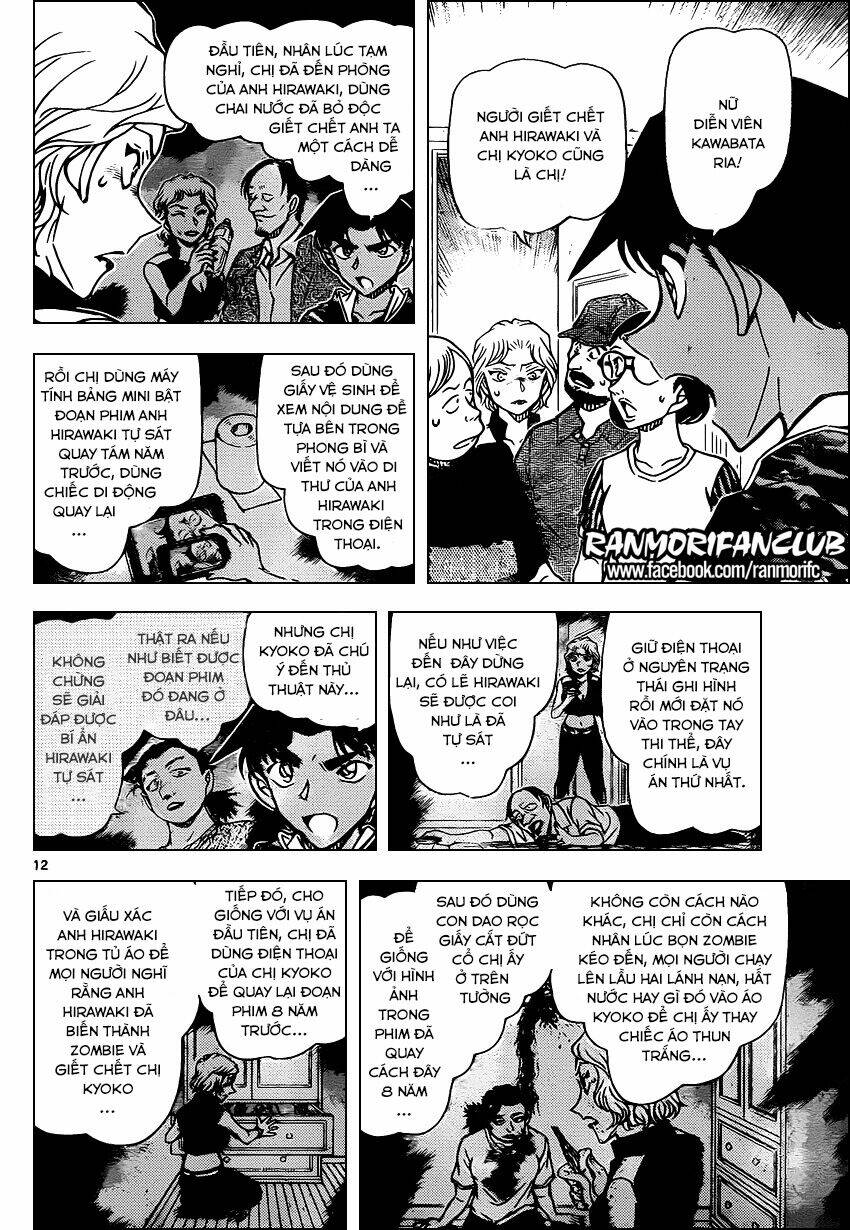 NỮ
DIỄN VIÊN
KAWABATA
RIA!
NGƯỜI GIẾT CHẾT
ANH HIRAWAKI VÀ
CHỊ KYOKO CŨNG
LÀ CHỊ!
RANMORIFANCLUB
www.facebook.com/ranmorifc
ĐẦU TIÊN, NHÂN LÚC TẠM
NGHỈ, CHỊ ĐÃ ĐẾN PHÒNG
CỦA ANH HIRAWAKI, DÙNG
CHAI NƯỚC ĐÃ BỎ ĐỘC
GIẾT CHẾT ANH TA
MỘT CÁCH DỄ
DÀNG
...
SAU ĐÓ DÙNG
GIẤY VỆ SINH ĐỂ
XEM NỘI DUNG ĐỀ
TỰA BÊN TRONG
PHONG BÌ VÀ
VIẾT NÓ VÀO DI
THƯ CỦA ANH
HIRAWAKI
TRONG ĐIỆN
THOẠI.
RỒI CHỊ DÙNG MÁY
TÍNH BẢNG MINI BẬT
ĐOẠN PHIM ANH
HIRAWAKI TỰ SÁT
QUAY TÁM NĂM
TRƯỚC, DÙNG
CHIẾC DI ĐỘNG
QUAY LẠI
...
GIỮ ĐIỆN THOẠI
Ở NGUYÊN TRẠNG
THÁI GHI HÌNH
RỒI MỚI ĐẶT NÓ
VÀO TRONG TAY
THI THỂ, ĐÂY
CHÍNH LÀ VỤ
ÁN THỨ NHẤT.
NẾU NHƯ VIỆC
ĐẾN ĐÂY DỪNG
LẠI, CÓ LẼ HIRAWAKI
SẼ ĐƯỢC COI
NHƯ LÀ ĐÃ
TỰ SÁT
...
NHƯNG CHỊ
KYOKO ĐÃ CHÚ
Ý ĐẾN THỦ
THUẬT NÀY...
THẬT RA NẾU
NHƯ BIẾT ĐƯỢC
ĐOẠN PHIM
ĐÓ ĐANG Ở
ĐÂU...
KHÔNG
CHỪNG
SẼ GIẢI
ĐÁP ĐƯỢC
BÍ ẨN
HIRAWAKI
TỰ SÁT
...
12
KHÔNG CÒN CÁCH NÀO
KHÁC, CHỊ CHỈ CÒN CÁCH
NHÂN LÚC BỌN ZOMBIE
KÉO ĐẾN, MỌI NGƯỜI CHẠY
LÊN LẦU HAI LÁNH NẠN, HẤT
NƯỚC HAY GÌ ĐÓ VÀO ÁO
KYOKO ĐỂ CHỊ ẤY THAY
CHIẾC ÁO THUN
TRẮNG...
SAU ĐÓ DÙNG
CON DAO RỌC
GIẤY CẮT ĐỨT
CỔ CHỊ ẤY
Ở TRÊN
TƯỜNG
ĐỂ
GIỐNG
VỚI HÌNH
ẢNH
TRONG
PHIM ĐÃ
QUAY
CÁCH ĐÂY
8 NĂM
...
TIẾP ĐÓ, CHO
GIỐNG VỚI VỤ ÁN
ĐẦU TIÊN, CHỊ ĐÃ
DÙNG ĐIỆN THOẠI
CỦA CHỊ KYOKO
ĐỂ QUAY LẠI ĐOẠN
PHIM 8 NĂM
TRƯỚC...
VÀ GIẤU XÁC
ANH HIRAWAKI
TRONG TỦ ÁO ĐỂ
MỌI NGƯỜI NGHĨ
RẰNG ANH
HIRAWAKI ĐÃ
BIẾN THÀNH
ZOMBIE VÀ
GIẾT CHẾT CHỊ
KYOKO
...